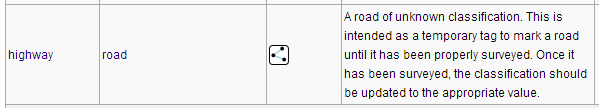 highway
road
A road of unknown classification. This is
intended as a temporary tag to mark a road
until it has been properly surveyed. Once it
has been surveyed, the classification should
be updated to the appropriate value.